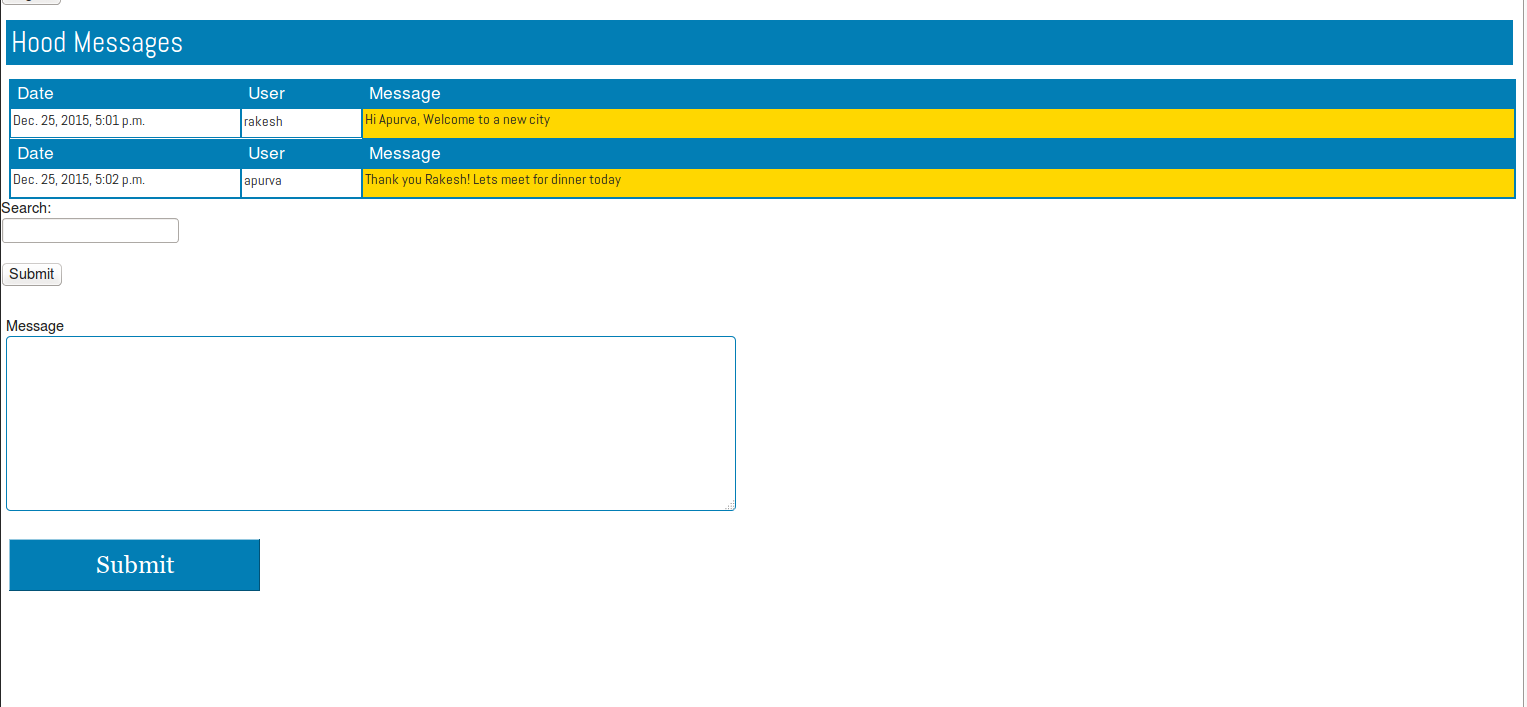 Hood Messages
Date User Message
Dec. 25, 2015, 5:01 p.m. rakesh Hi Apurva, Welcome to a new city
Date User Message
Dec. 25, 2015, 5:02 p.m. apurva Thank you Rakesh! Lets meet for dinner today
Search:
Submit
Message
Submit